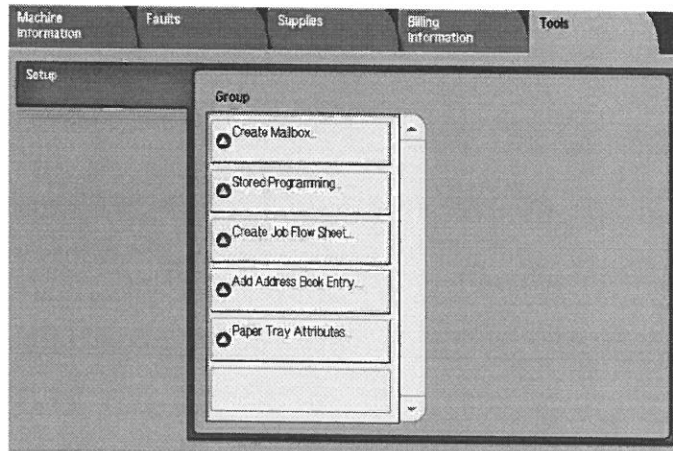 Machine
Information
Faults
Supplies
Billing
Information
Tools
Setup
Group
Create Mailbox...
Stored Programming...
Create Job Flow Sheet...
Add Address Book Entry...
Paper Tray Attributes...